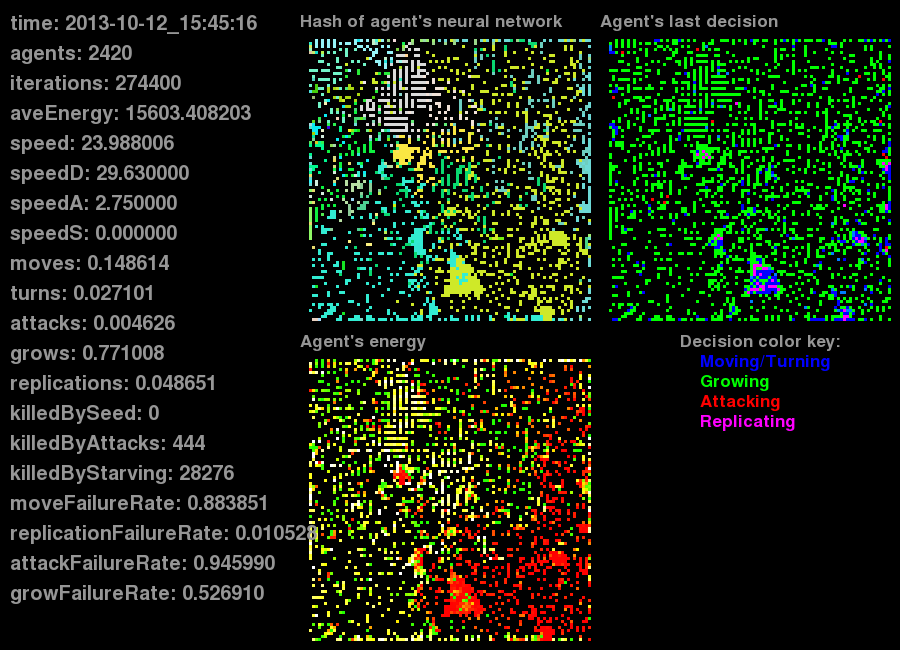 time: 2013-10-12_15:45:16
agents: 2420
iterations: 274400
aveEnergy: 15603.408203
speed: 23.988006
speedD: 29.630000
speedA: 2.750000
speedS: 0.000000
moves: 0.148614
turns: 0.027101
attacks: 0.004626
grows: 0.771008
replications: 0.048651
killedBySeed: 0
killedByAttacks: 444
killedByStarving: 28276
moveFailureRate: 0.883851
replicationFailureRate: 0.010528
attackFailureRate: 0.945990
growFailureRate: 0.526910
Hash of agent's neural network
Agent's last decision
Agent's energy
Decision color key:
Moving/Turning
Growing
Attacking
Replicating